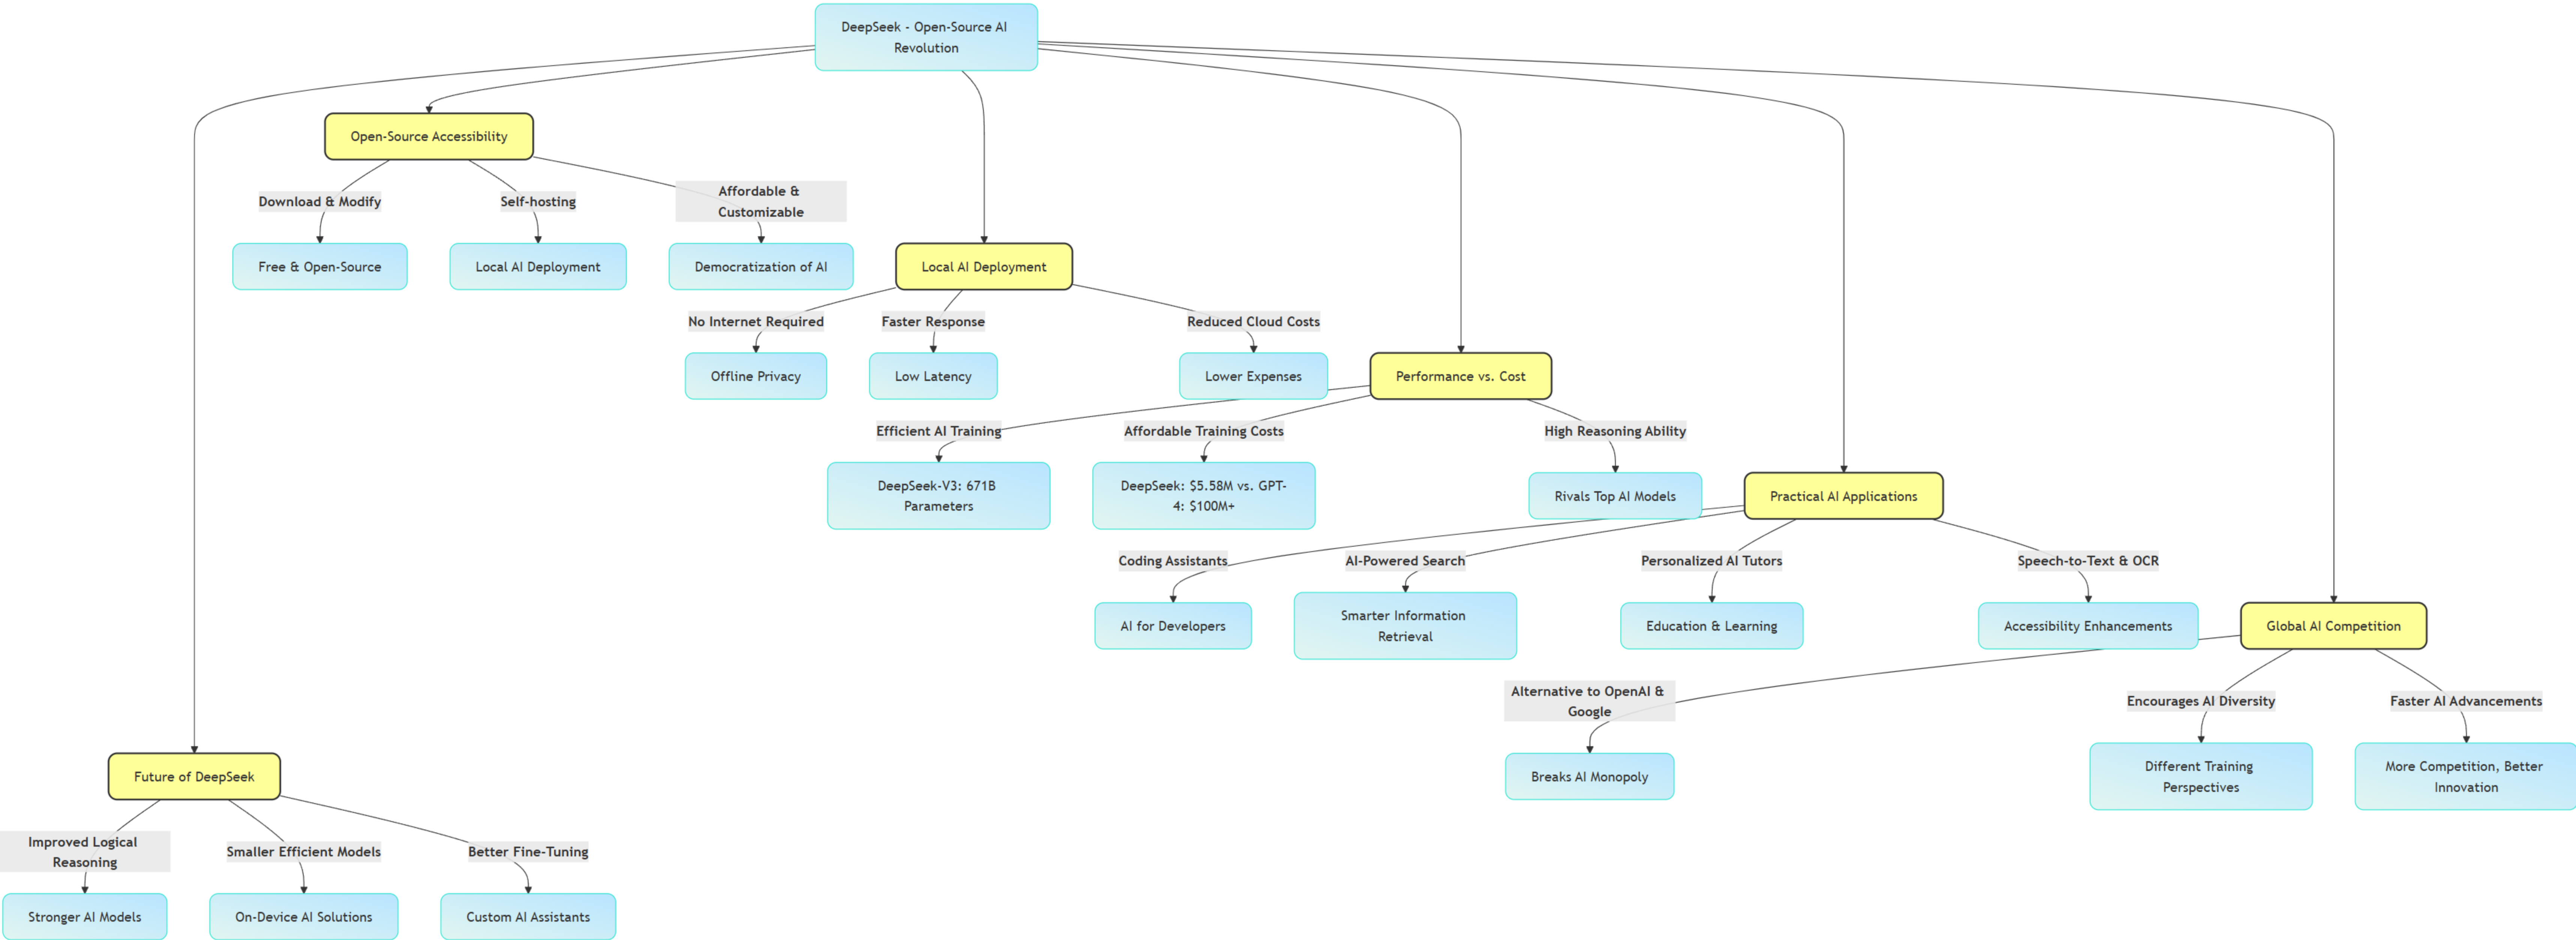 DeepSeek - Open-Source AI
Revolution
Open-Source Accessibility
Download & Modify
Self-hosting
Affordable &
Customizable
Free & Open-Source
Local AI Deployment
Democratization of AI
Local AI Deployment
No Internet Required
Faster Response
Reduced Cloud Costs
Offline Privacy
Low Latency
Lower Expenses
Performance vs. Cost
Efficient AI Training
Affordable Training Costs
High Reasoning Ability
DeepSeek-V3: 671B
Parameters
DeepSeek: $5.58M vs. GPT-
4: $100M+
Rivals Top AI Models
Practical AI Applications
Coding Assistants
AI-Powered Search
Personalized AI Tutors
Speech-to-Text & OCR
AI for Developers
Smarter Information
Retrieval
Education & Learning
Accessibility Enhancements
Global AI Competition
Alternative to OpenAI &
Google
Encourages AI Diversity
Faster AI Advancements
Breaks AI Monopoly
Different Training
Perspectives
More Competition, Better
Innovation
Future of DeepSeek
Improved Logical
Reasoning
Smaller Efficient Models
Better Fine-Tuning
Stronger AI Models
On-Device AI Solutions
Custom AI Assistants